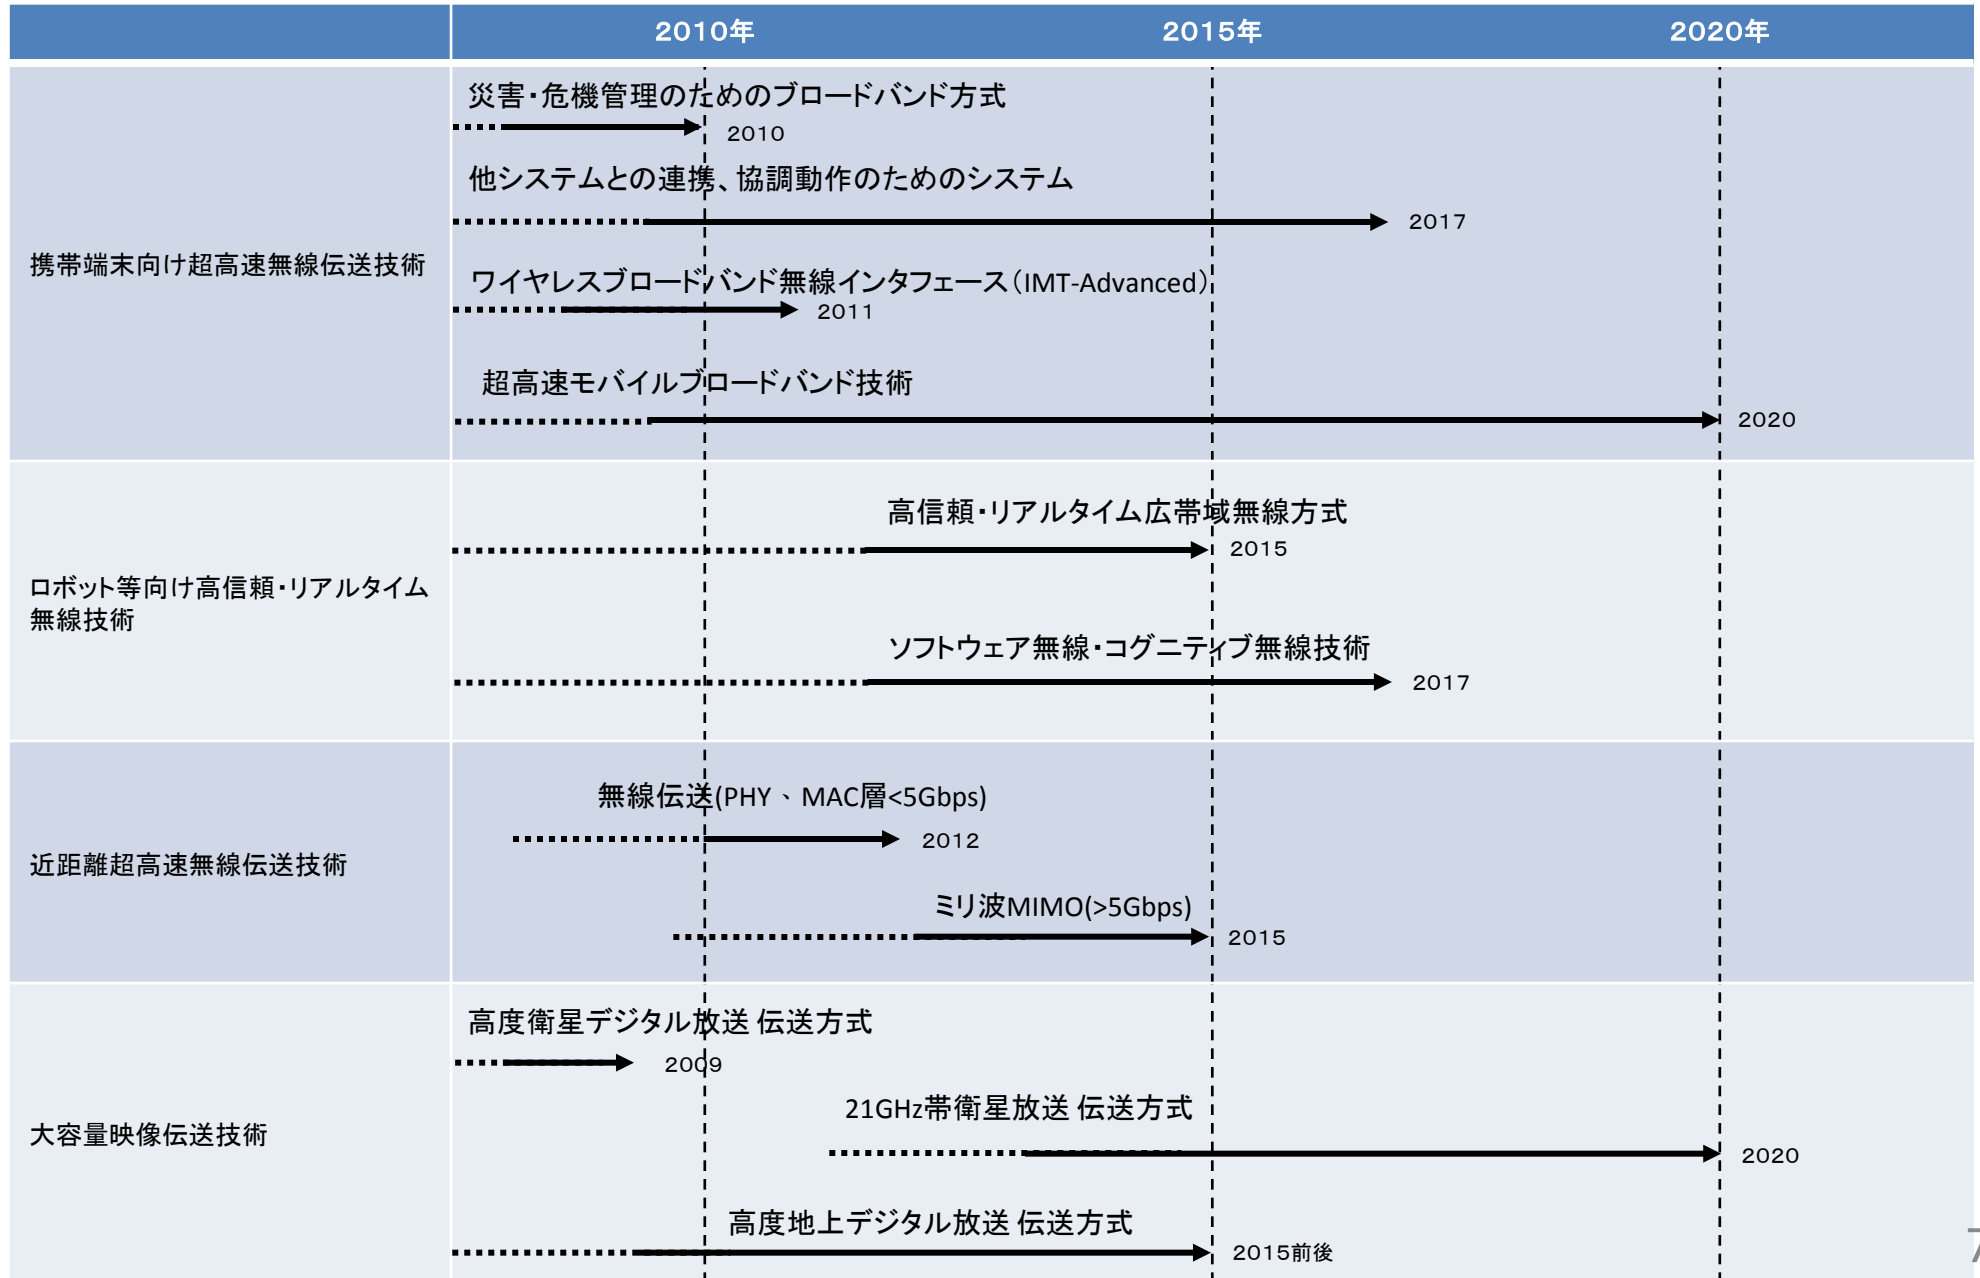 2010年 2015年 2020年
災害・危機管理のためのブロードバンド方式
2010
他システムとの連携、協調動作のためのシステム
2017
携帯端末向け超高速無線伝送技術
ワイヤレスブロードバンド無線インタフェース（IMT-Advanced）
2011
超高速モバイルブロードバンド技術
2020
高信頼・リアルタイム広帯域無線方式
2015
ロボット等向け高信頼・リアルタイム
無線技術
ソフトウェア無線・コグニティブ無線技術
2017
無線伝送(PHY、MAC層<5Gbps)
2012
近距離超高速無線伝送技術
ミリ波MIMO(>5Gbps)
2015
高度衛星デジタル放送 伝送方式
2009
21GHz帯衛星放送 伝送方式
大容量映像伝送技術
2020
高度地上デジタル放送 伝送方式
2015前後
7